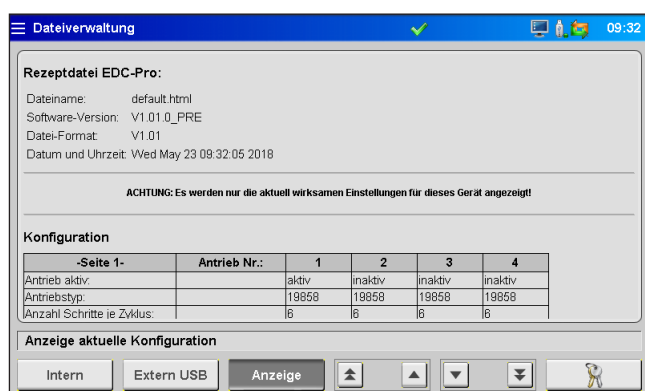 Dateiverwaltung 09:32
Rezeptdatei EDC-Pro:
Dateiname: default.html
Software-Version: V1.01.0_PRE
Datei-Format: V1.01
Datum und Uhrzeit: Wed May 23 09:32:05 2018
ACHTUNG: Es werden nur die aktuell wirksamen Einstellungen für dieses Gerät angezeigt!
Konfiguration
-Seite 1- Antrieb Nr.: 1 2 3 4
Antrieb aktiv: aktiv inaktiv inaktiv inaktiv
Antriebstyp: 19858 19858 19858 19858
Anzahl Schritte je Zyklus: 6 6 6 6
Anzeige aktuelle Konfiguration
Intern Extern USB Anzeige